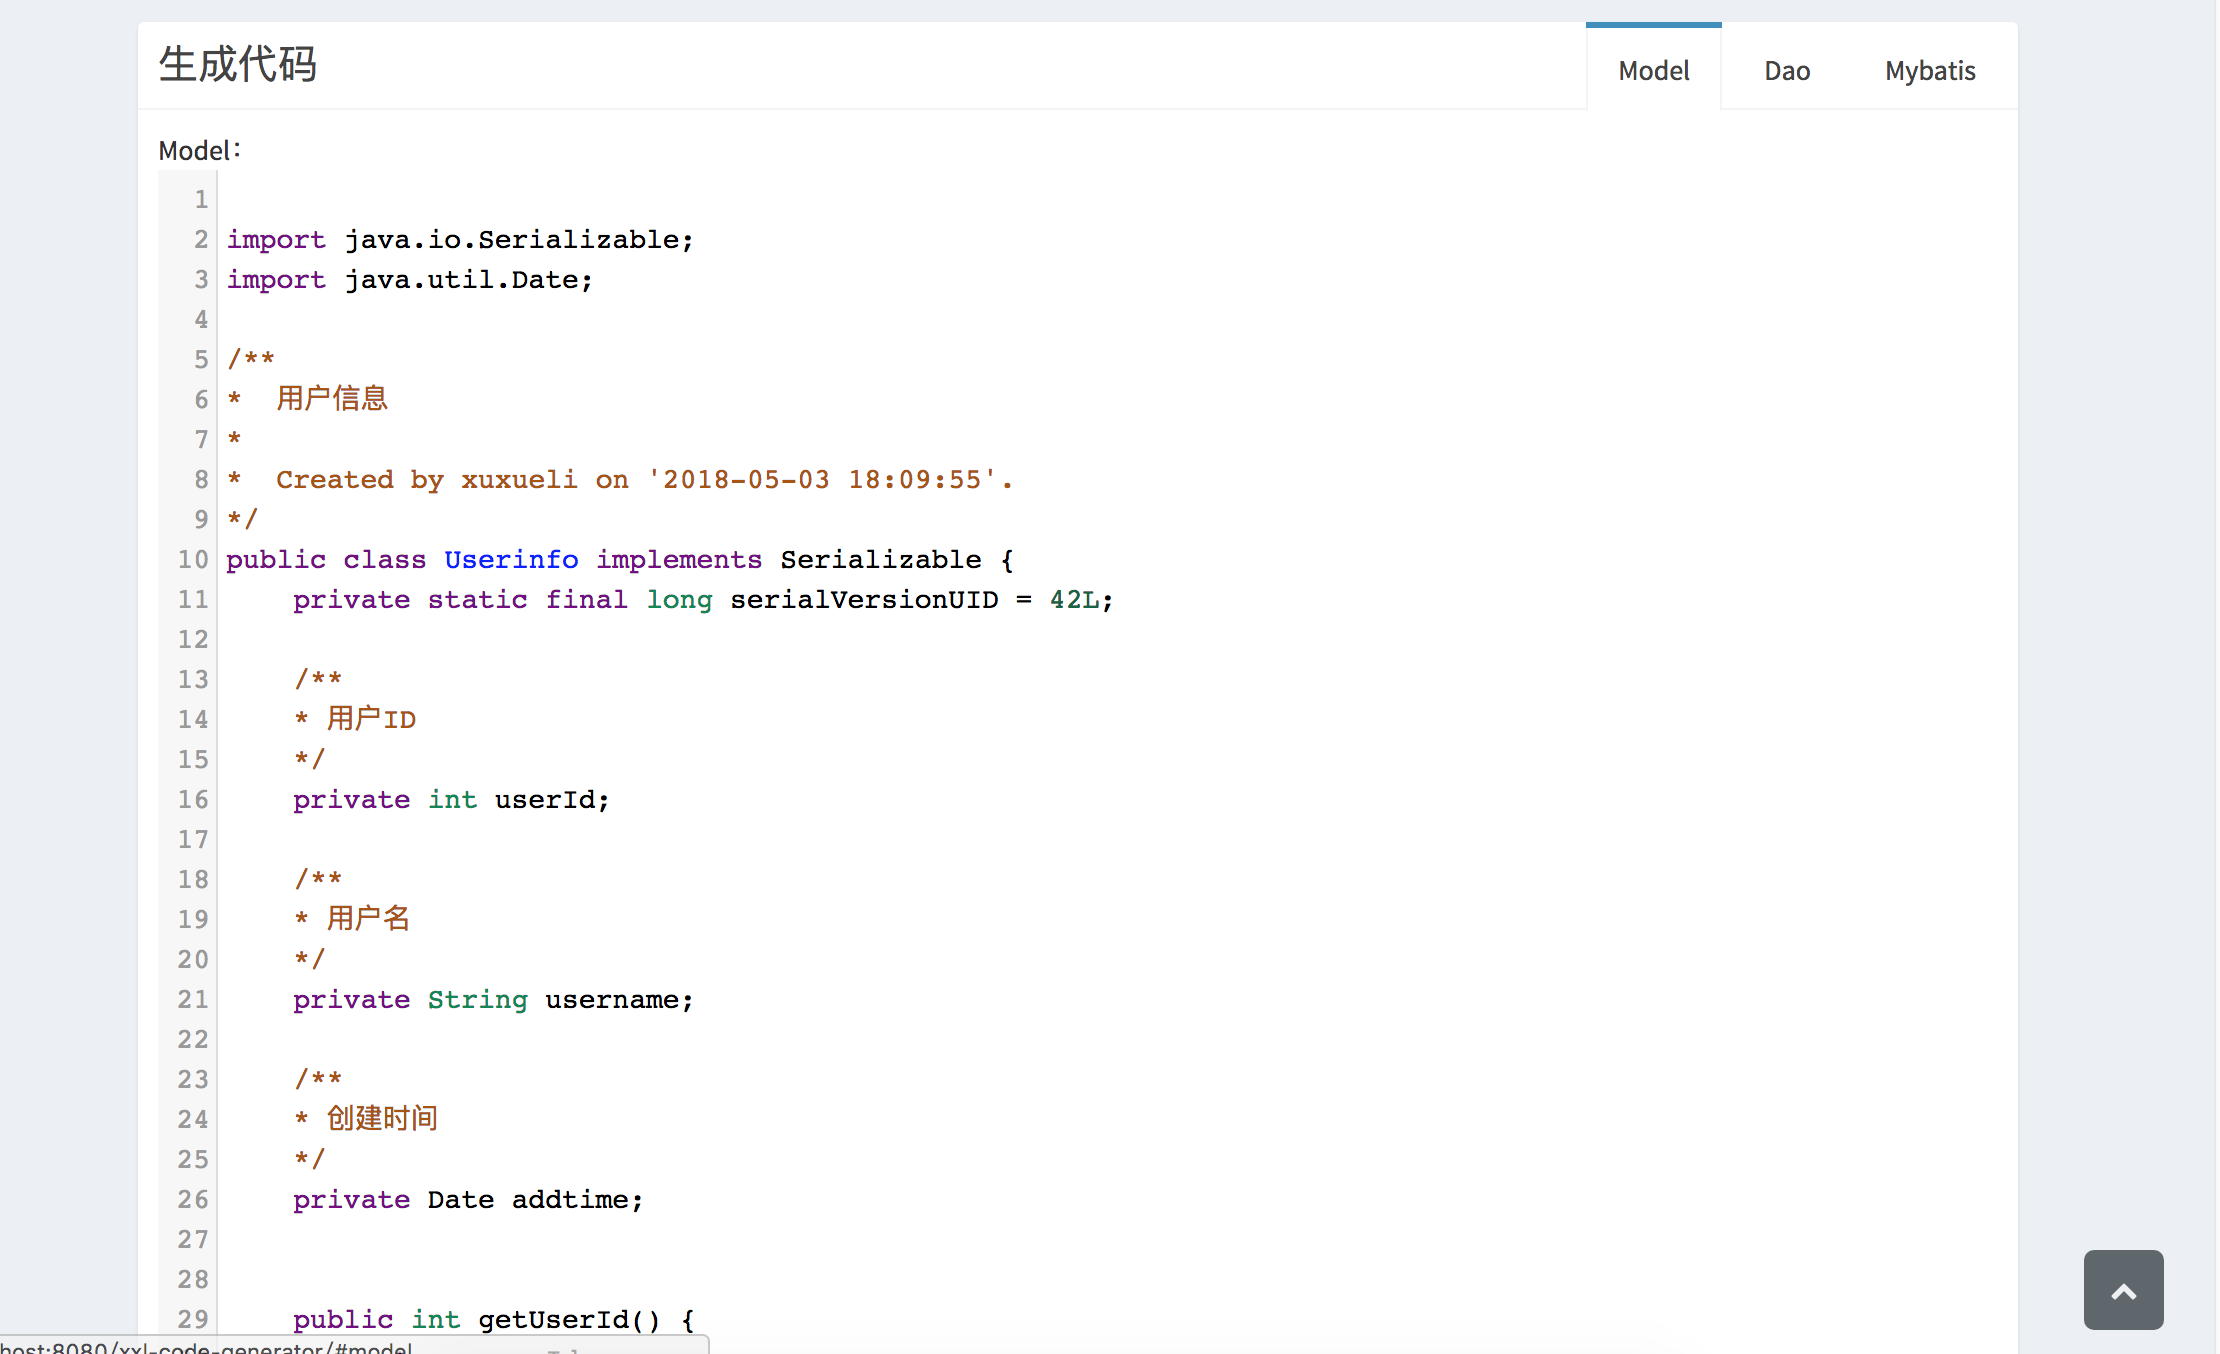 生成代码
Model
Dao
Mybatis
Model：
1
2 import java.io.Serializable;
3 import java.util.Date;
4
5 /**
6 *  用户信息
7 *
8 *  Created by xuxueli on '2018-05-03 18:09:55'.
9 */
10 public class Userinfo implements Serializable {
11     private static final long serialVersionUID = 42L;
12
13     /**
14     * 用户ID
15     */
16     private int userId;
17
18     /**
19     * 用户名
20     */
21     private String username;
22
23     /**
24     * 创建时间
25     */
26     private Date addtime;
27
28
29     public int getUserId() {
host:8080/xxl-code-generator/#model